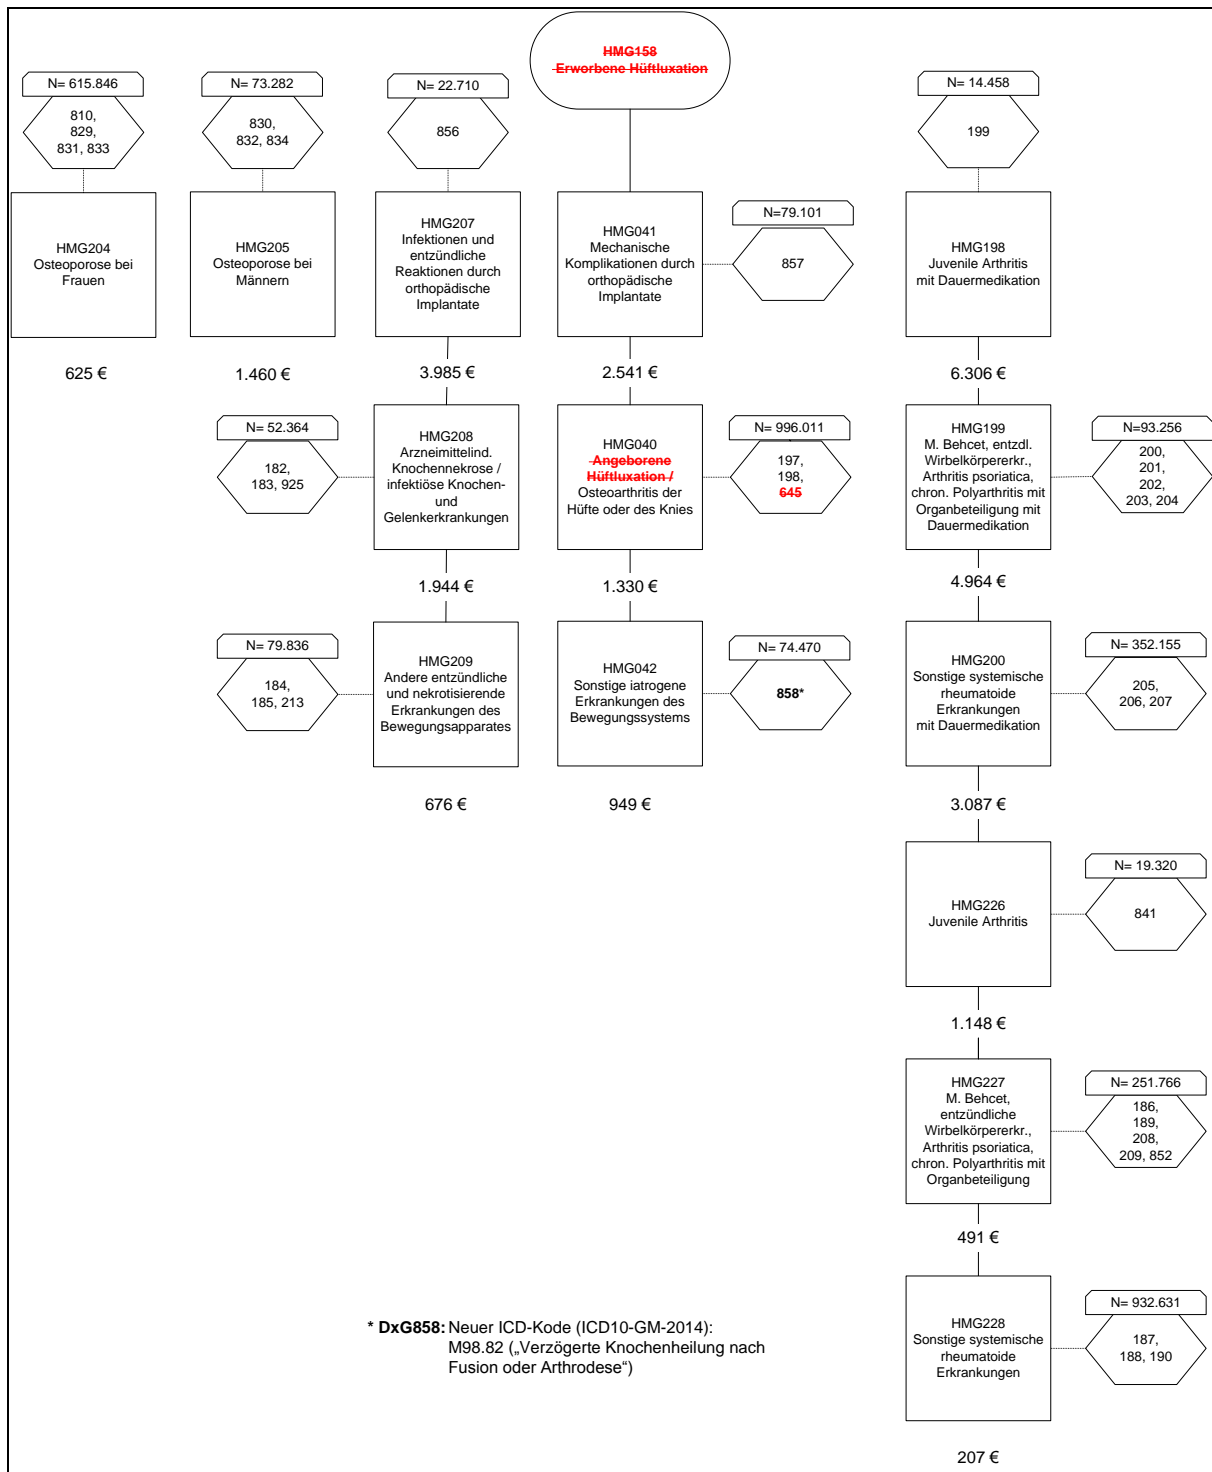 HMG158
Erworbene Hüftluxation
N= 615.846
810,
829,
831, 833
HMG204
Osteoporose bei
Frauen
625 €
N= 73.282
830,
832, 834
HMG205
Osteoporose bei
Männern
1.460 €
N= 22.710
856
HMG207
Infektionen und
entzündliche
Reaktionen durch
orthopädische
Implantate
3.985 €
N= 52.364
182,
183, 925
HMG208
Arzneimittelind.
Knochennekrose /
infektiöse Knochen-
und
Gelenkerkrankungen
1.944 €
N= 79.836
184,
185, 213
HMG209
Andere entzündliche
und nekrotisierende
Erkrankungen des
Bewegungsapparates
676 €
HMG041
Mechanische
Komplikationen durch
orthopädische
Implantate
N=79.101
857
2.541 €
HMG040
Angeborene
Hüftluxation /
Osteoarthritis der
Hüfte oder des Knies
N= 996.011
197,
198,
645
1.330 €
HMG042
Sonstige iatrogene
Erkrankungen des
Bewegungssystems
N= 74.470
858*
949 €
N= 14.458
199
HMG198
Juvenile Arthritis
mit Dauermedikation
6.306 €
HMG199
M. Behcet, entzdl.
Wirbelkörpererkr.,
Arthritis psoriatica,
chron. Polyarthritis mit
Organbeteiligung mit
Dauermedikation
N=93.256
200,
201,
202,
203, 204
4.964 €
HMG200
Sonstige systemische
rheumatoide
Erkrankungen
mit Dauermedikation
N= 352.155
205,
206, 207
3.087 €
HMG226
Juvenile Arthritis
N= 19.320
841
1.148 €
HMG227
M. Behcet,
entzündliche
Wirbelkörpererkr.,
Arthritis psoriatica,
chron. Polyarthritis mit
Organbeteiligung
N= 251.766
186,
189,
208,
209, 852
491 €
HMG228
Sonstige systemische
rheumatoide
Erkrankungen
N= 932.631
187,
188, 190
207 €
* DxG858: Neuer ICD-Kode (ICD10-GM-2014):
M98.82 („Verzögerte Knochenheilung nach
Fusion oder Arthrodese“)